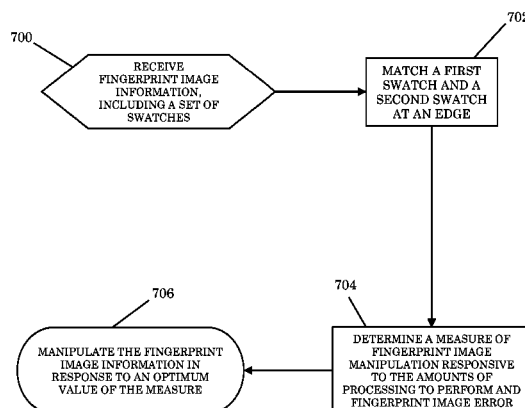 700
RECEIVE
FINGERPRINT IMAGE
INFORMATION,
INCLUDING A SET OF
SWATCHES
702
MATCH A FIRST
SWATCH AND A
SECOND SWATCH
AT AN EDGE
706
MANIPULATE THE FINGERPRINT
IMAGE INFORMATION IN
RESPONSE TO AN OPTIMUM
VALUE OF THE MEASURE
704
DETERMINE A MEASURE OF
FINGERPRINT IMAGE
MANIPULATION RESPONSIVE
TO THE AMOUNTS OF
PROCESSING TO PERFORM AND
FINGERPRINT IMAGE ERROR